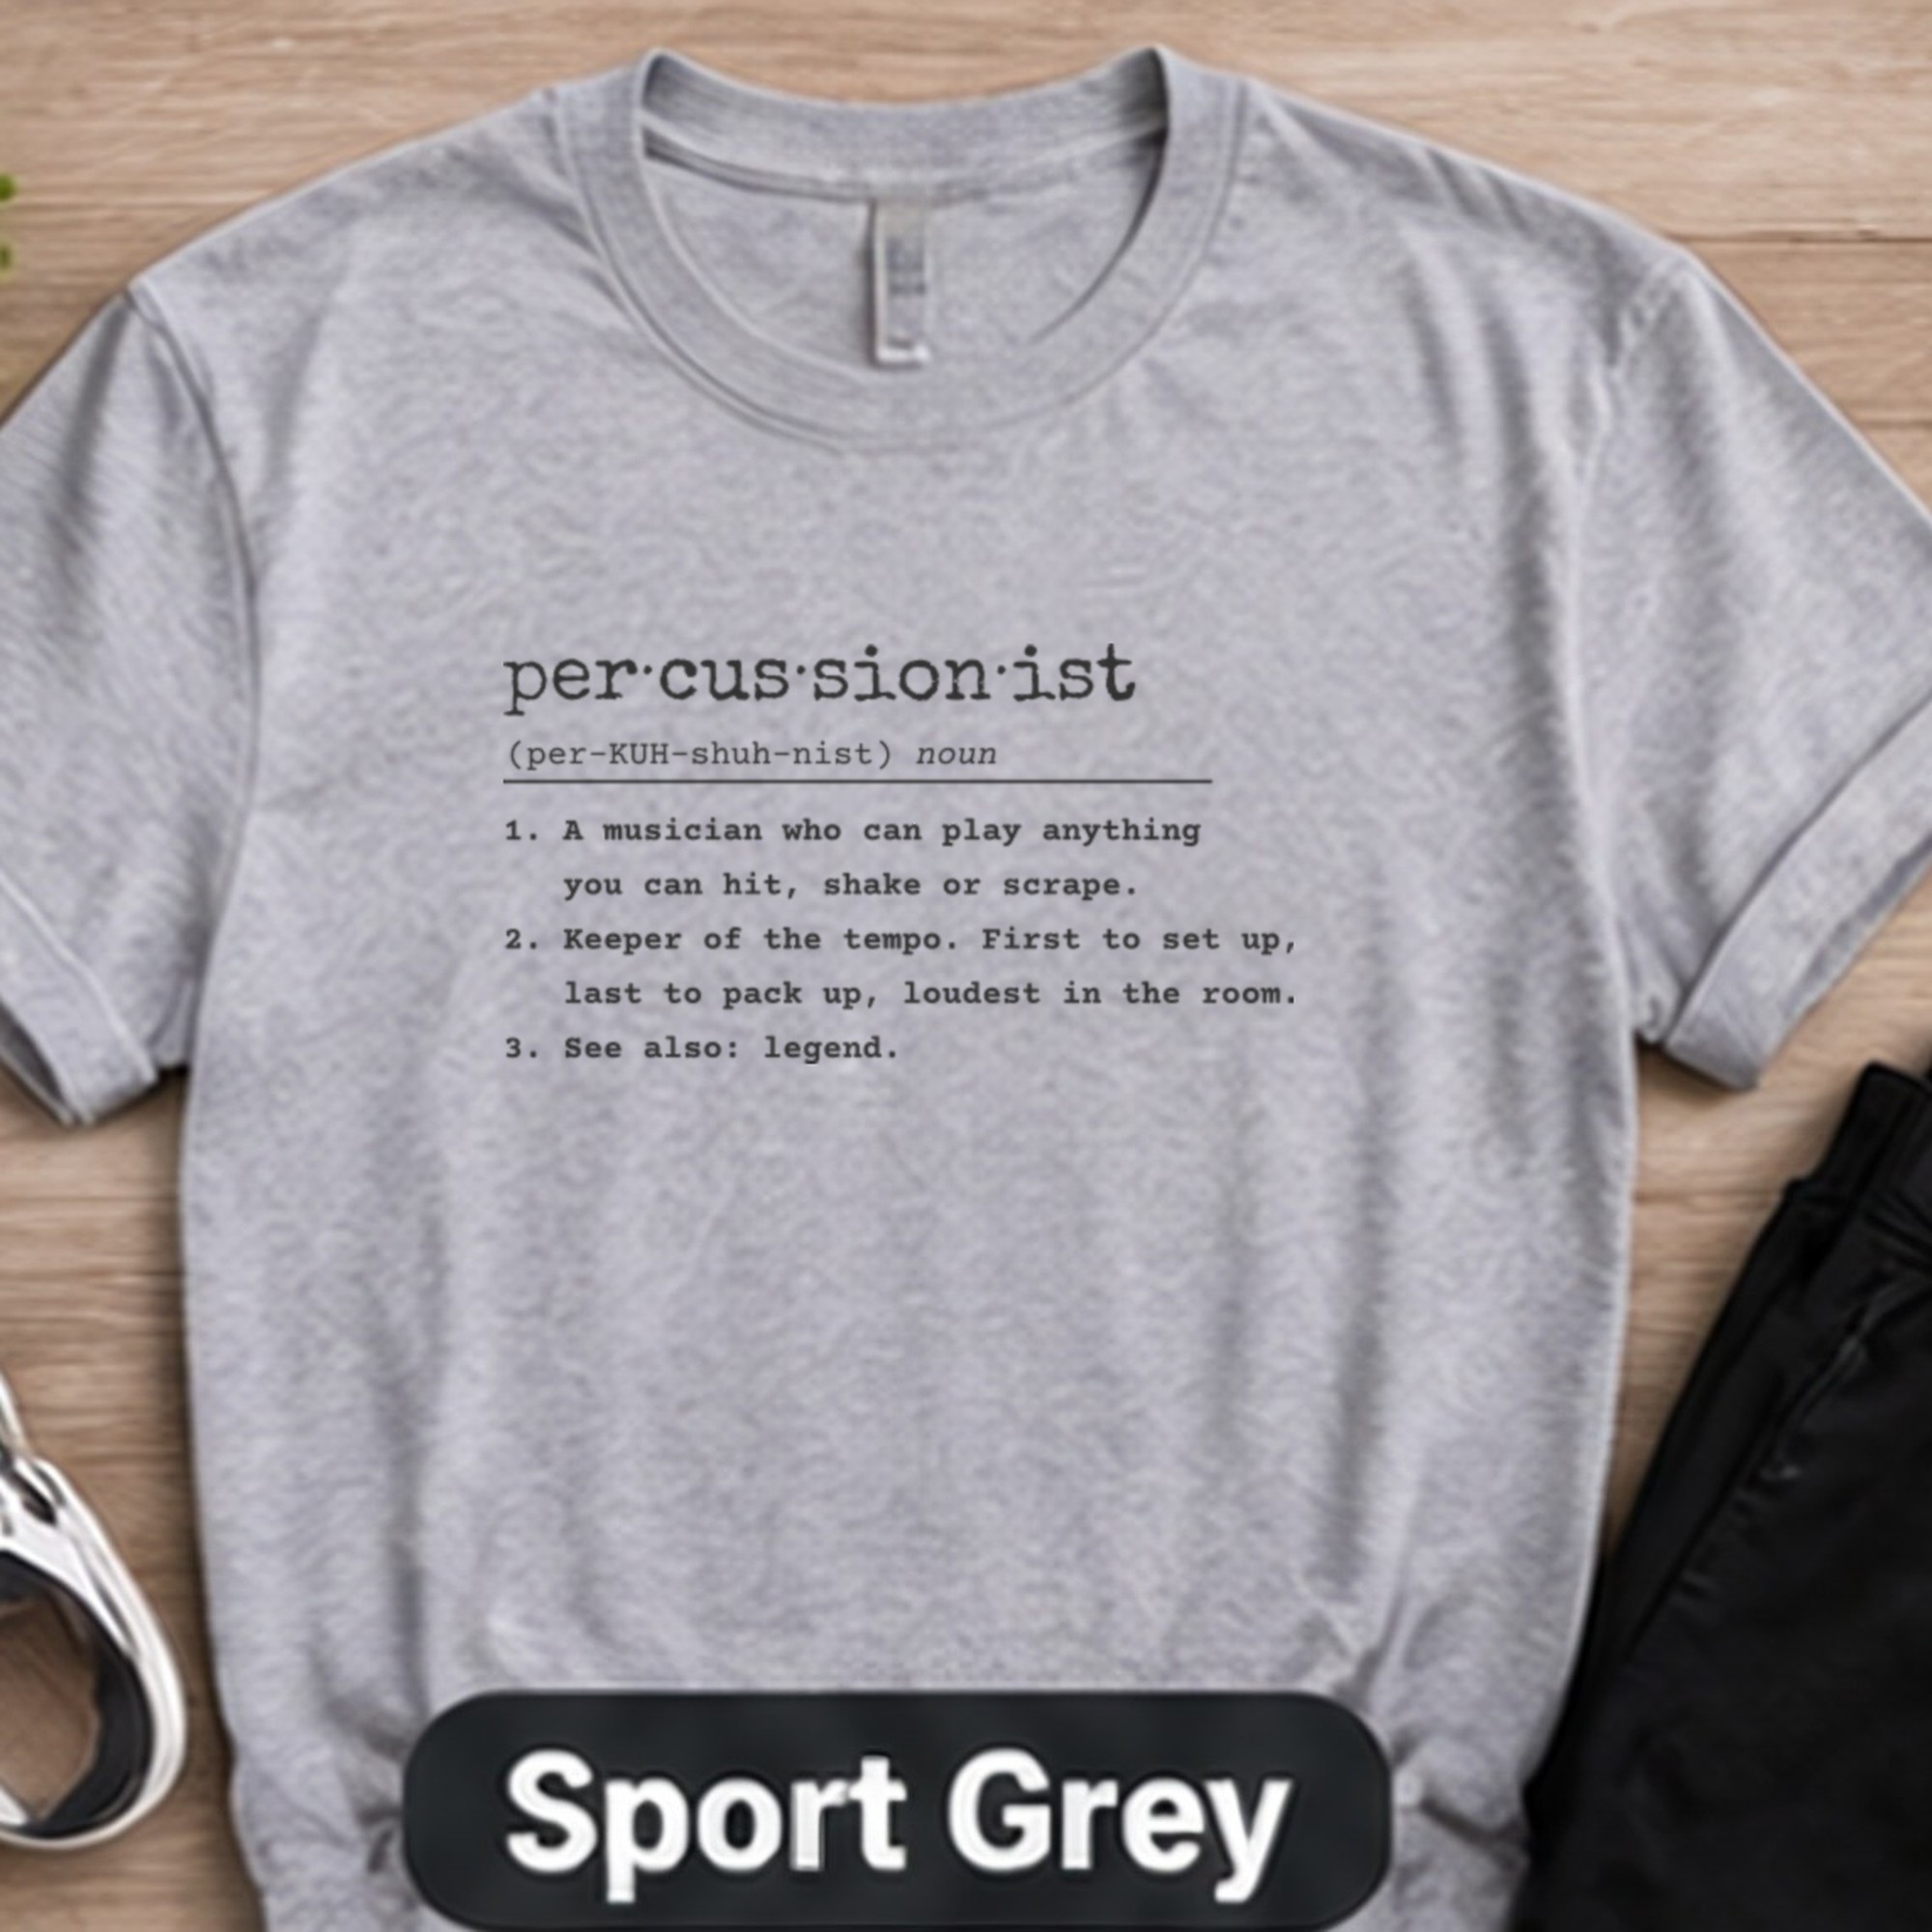 per·cus·sion·ist
(per-KUH-shuh-nist) noun
1. A musician who can play anything
you can hit, shake or scrape.
2. Keeper of the tempo. First to set up,
last to pack up, loudest in the room.
3. See also: legend.
Sport Grey